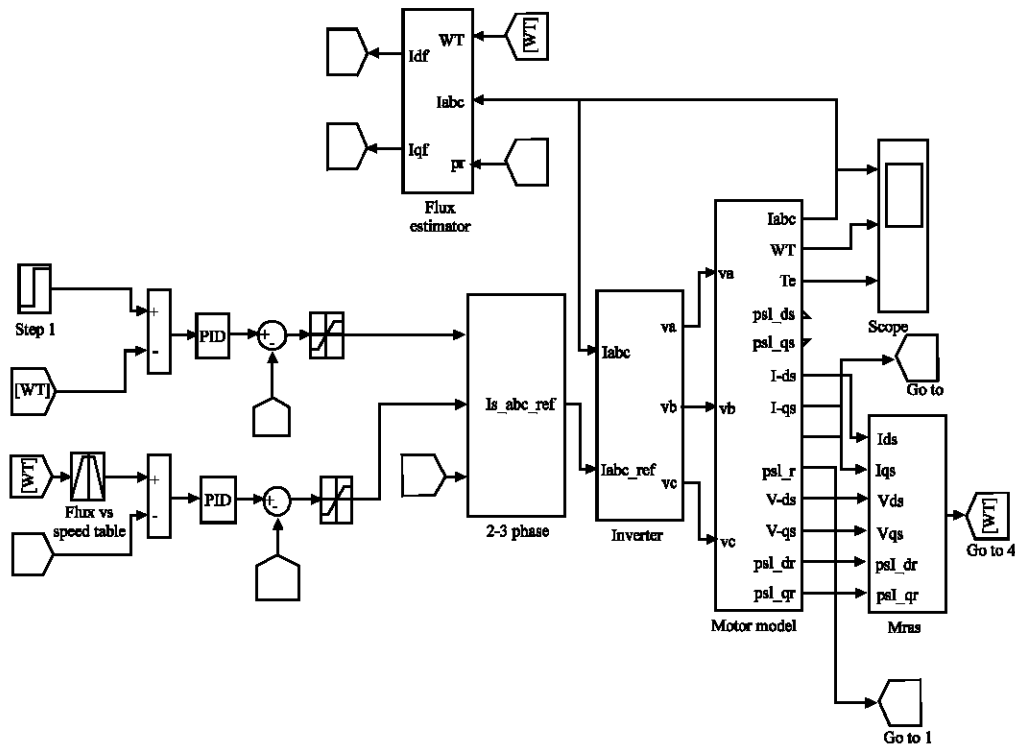 Idf
Iqf
WT
Iabc
pr
[WT]
Flux
estimator
Step 1
+
-
PID
+
-
[WT]
[WT]
Flux vs
speed table
+
-
PID
+
-
Is_abc_ref
2-3 phase
Iabc
Iabc_ref
va
vb
vc
Inverter
va
vb
vc
Iabc
WT
Te
psl_ds
psl_qs
I-ds
I-qs
psl_r
V-ds
V-qs
psl_dr
psl_qr
Motor model
Scope
Go to
Ids
Iqs
Vds
Vqs
psI_dr
psI_qr
Mras
[WT]
Go to 4
Go to 1